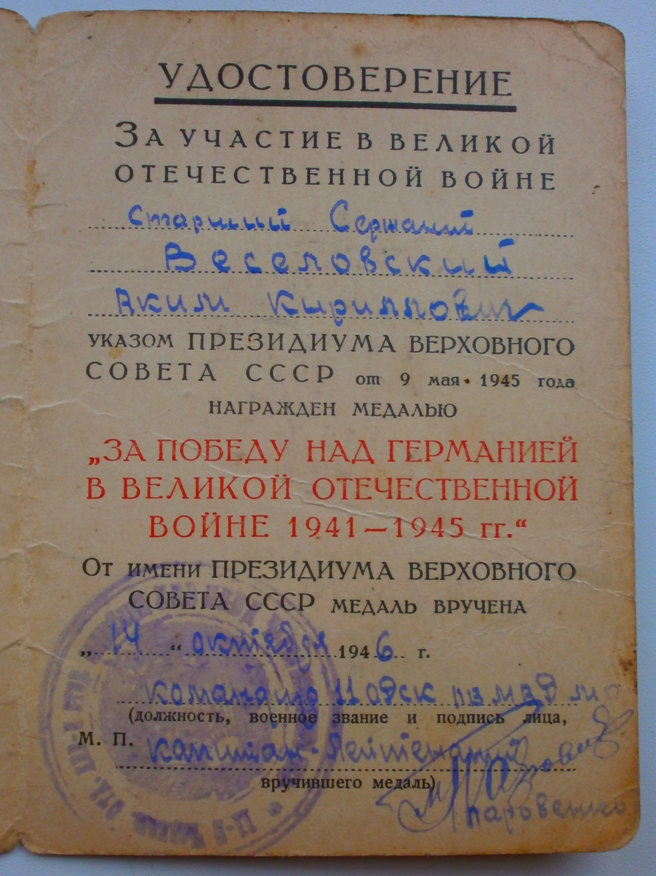 УДОСТОВЕРЕНИЕ
ЗА УЧАСТИЕ В ВЕЛИКОЙ
ОТЕЧЕСТВЕННОЙ ВОЙНЕ
Старший Сержант
Веселовский
Аким Кириллович
УКАЗОМ ПРЕЗИДИУМА ВЕРХОВНОГО
СОВЕТА СССР от 9 мая 1945 года
НАГРАЖДЕН МЕДАЛЬЮ
„ЗА ПОБЕДУ НАД ГЕРМАНИЕЙ
В ВЕЛИКОЙ ОТЕЧЕСТВЕННОЙ
ВОЙНЕ 1941—1945 гг.“
ОТ ИМЕНИ ПРЕЗИДИУМА ВЕРХОВНОГО
СОВЕТА СССР МЕДАЛЬ ВРУЧЕНА
„14“ октября 1946 г.
11
(должность, военное звание и подпись лица,
М. П. капитан-лейтенант
вручившего медаль)